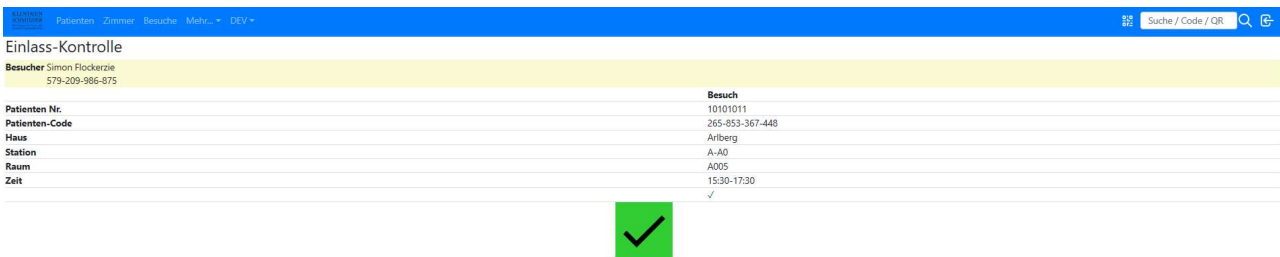 Patienten Zimmer Besuche Mehr... DEV
Suche / Code / QR
Einlass-Kontrolle
Besucher Simon Flockerzie
579-209-986-875
Besuch
Patienten Nr. 10101011
Patienten-Code 265-853-367-448
Haus Arlberg
Station A-A0
Raum A005
Zeit 15:30-17:30